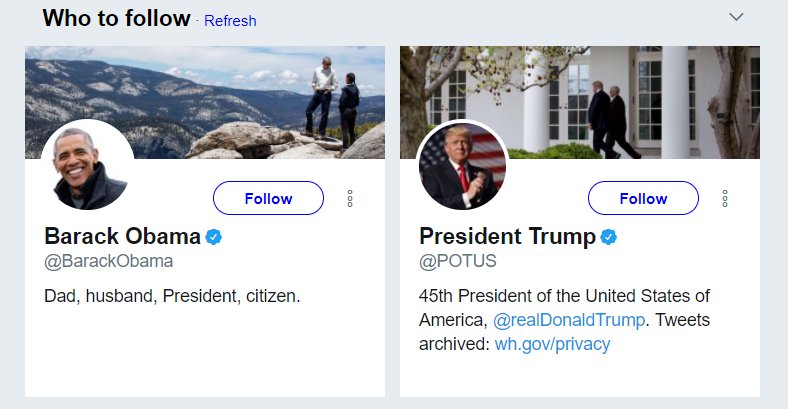 Who to follow · Refresh
Follow
Barack Obama
@BarackObama
Dad, husband, President, citizen.
Follow
President Trump
@POTUS
45th President of the United States of
America, @realDonaldTrump. Tweets
archived: wh.gov/privacy